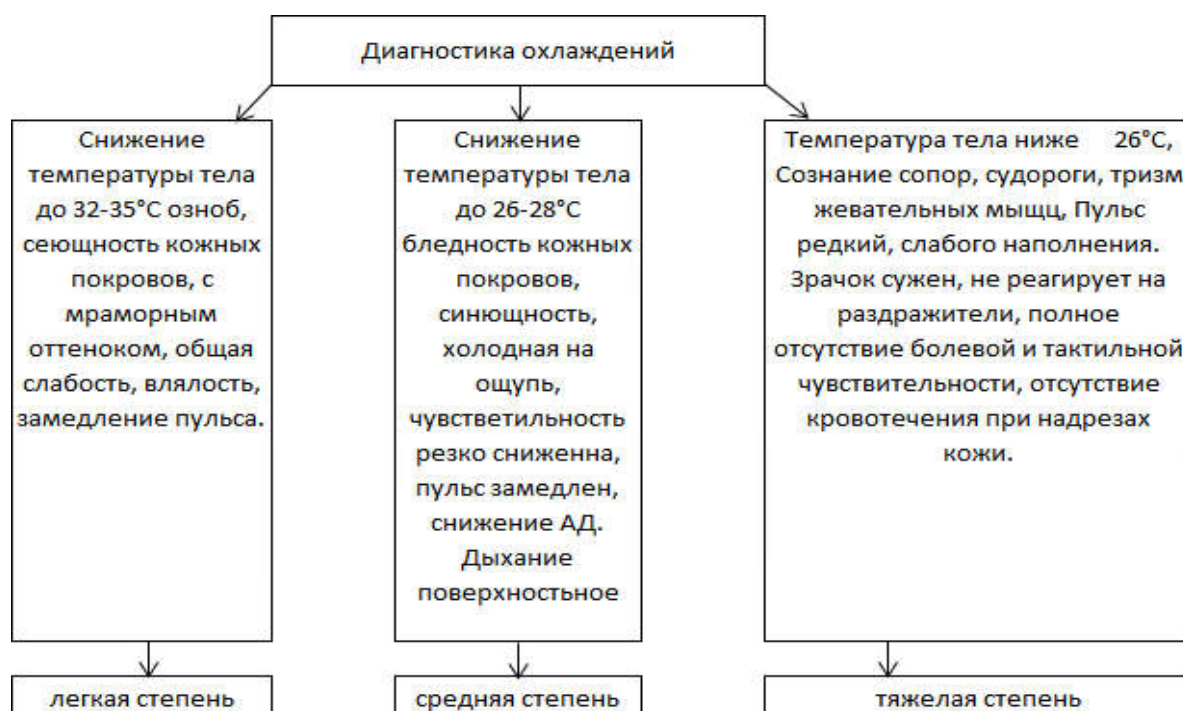 Диагностика охлаждений
Снижение
температуры тела
до 32-35°С озноб,
сеющность кожных
покровов, с
мраморным
оттеноком, общая
слабость, влялость,
замедление пульса.
Снижение
температуры тела
до 26-28°С
бледность кожных
покровов,
синющность,
холодная на
ощупь,
чувстветильность
резко сниженна,
пульс замедлен,
снижение АД.
Дыхание
поверхностьное
Температура тела ниже 26°С,
Сознание сопор, судороги, тризм
жевательных мыщц, Пульс
редкий, слабого наполнения.
Зрачок сужен, не реагирует на
раздражители, полное
отсутствие болевой и тактильной
чувствительности, отсутствие
кровотечения при надрезах
кожи.
легкая степень
средняя степень
тяжелая степень